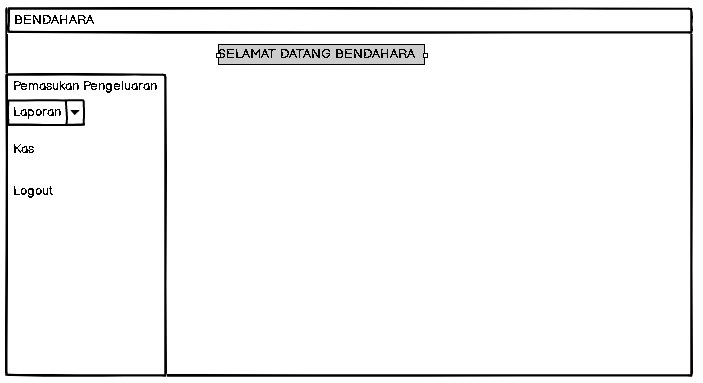 BENDAHARA
SELAMAT DATANG BENDAHARA
Pemasukan Pengeluaran
Laporan
Kas
Logout